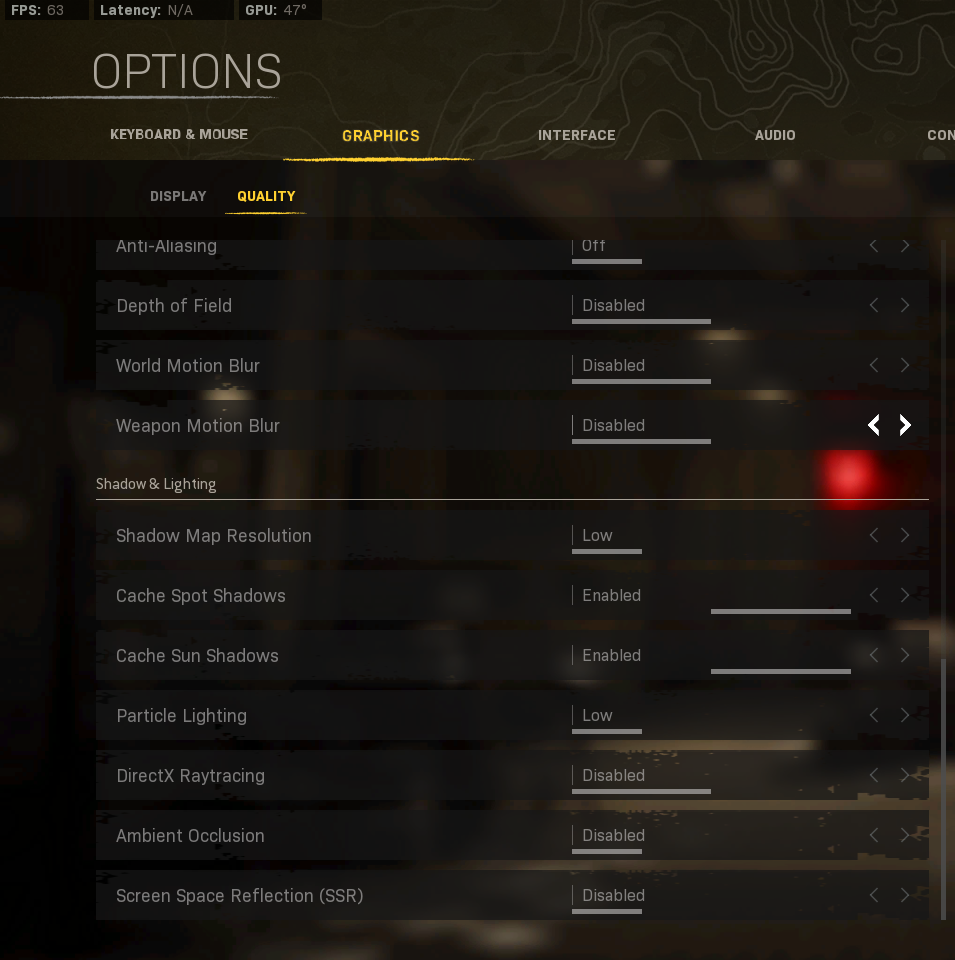 FPS: 63 Latency: N/A GPU: 47°
OPTIONS
KEYBOARD & MOUSE GRAPHICS INTERFACE AUDIO CON
DISPLAY QUALITY
Anti-Aliasing Off
Depth of Field Disabled
World Motion Blur Disabled
Weapon Motion Blur Disabled
Shadow & Lighting
Shadow Map Resolution Low
Cache Spot Shadows Enabled
Cache Sun Shadows Enabled
Particle Lighting Low
DirectX Raytracing Disabled
Ambient Occlusion Disabled
Screen Space Reflection (SSR) Disabled